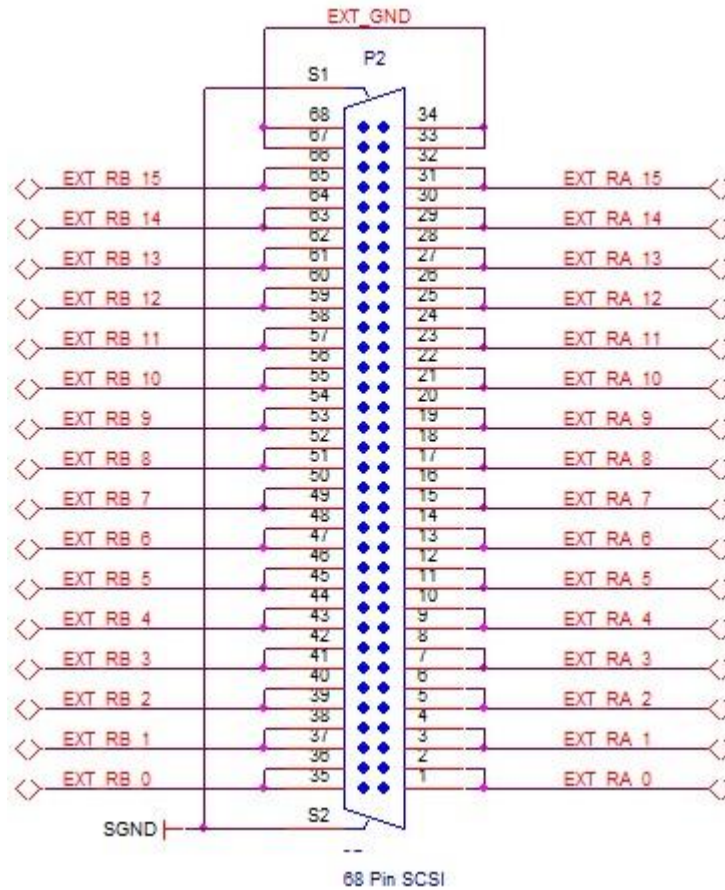 EXT_GND
P2
S1
68 34
67 33
66 32
EXT RB 15 65 31 EXT RA 15
64 30
EXT RB 14 63 29 EXT RA 14
62 28
EXT RB 13 61 27 EXT RA 13
60 26
EXT RB 12 59 25 EXT RA 12
58 24
EXT RB 11 57 23 EXT RA 11
56 22
EXT RB 10 55 21 EXT RA 10
54 20
EXT RB 9 53 19 EXT RA 9
52 18
EXT RB 8 51 17 EXT RA 8
50 16
EXT RB 7 49 15 EXT RA 7
48 14
EXT RB 6 47 13 EXT RA 6
46 12
EXT RB 5 45 11 EXT RA 5
44 10
EXT RB 4 43 9 EXT RA 4
42 8
EXT RB 3 41 7 EXT RA 3
40 6
EXT RB 2 39 5 EXT RA 2
38 4
EXT RB 1 37 3 EXT RA 1
36 2
EXT RB 0 35 1 EXT RA 0
S2
SGND
68 Pin SCSI